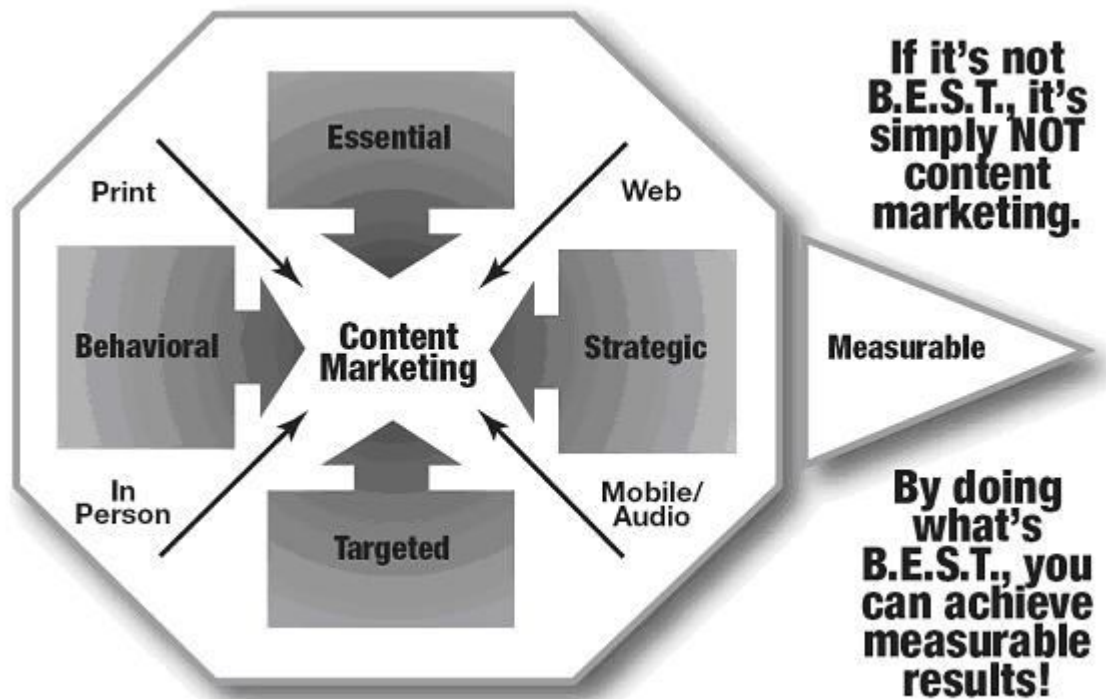 Essential
Print
Web
Behavioral
Content
Marketing
Strategic
In
Person
Mobile/
Audio
Targeted
If it's not
B.E.S.T., it's
simply NOT
content
marketing.
Measurable
By doing
what's
B.E.S.T., you
can achieve
measurable
results!